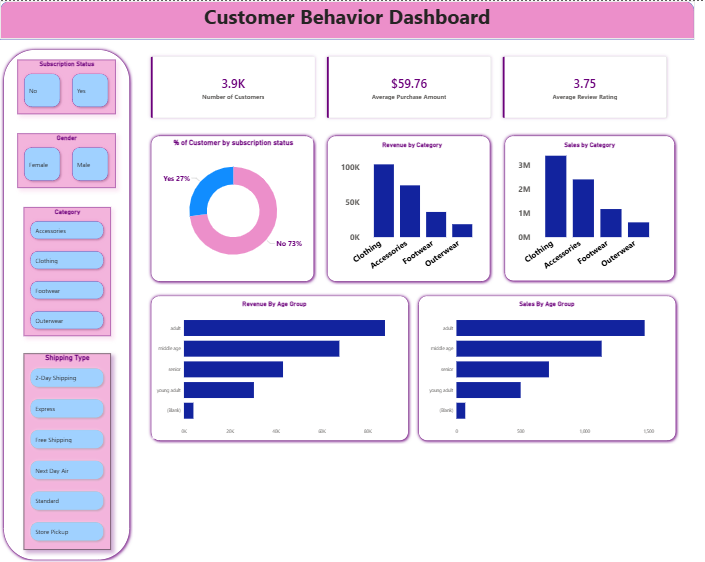 Customer Behavior Dashboard
Subscription Status
No
Yes
Gender
Female
Male
Category
Accessories
Clothing
Footwear
Outerwear
Shipping Type
2-Day Shipping
Express
Free Shipping
Next Day Air
Standard
Store Pickup
3.9K
Number of Customers
$59.76
Average Purchase Amount
3.75
Average Review Rating
% of Customer by subscription status
Yes 27%
No 73%
Revenue by Category
100K
50K
0K
Clothing
Accessories
Footwear
Outerwear
Sales by Category
3M
2M
1M
0M
Clothing
Accessories
Footwear
Outerwear
Revenue By Age Group
adult
middle age
senior
young adult
(Blank)
0K
20K
40K
60K
80K
Sales By Age Group
adult
middle age
senior
young adult
(Blank)
0
500
1,000
1,500